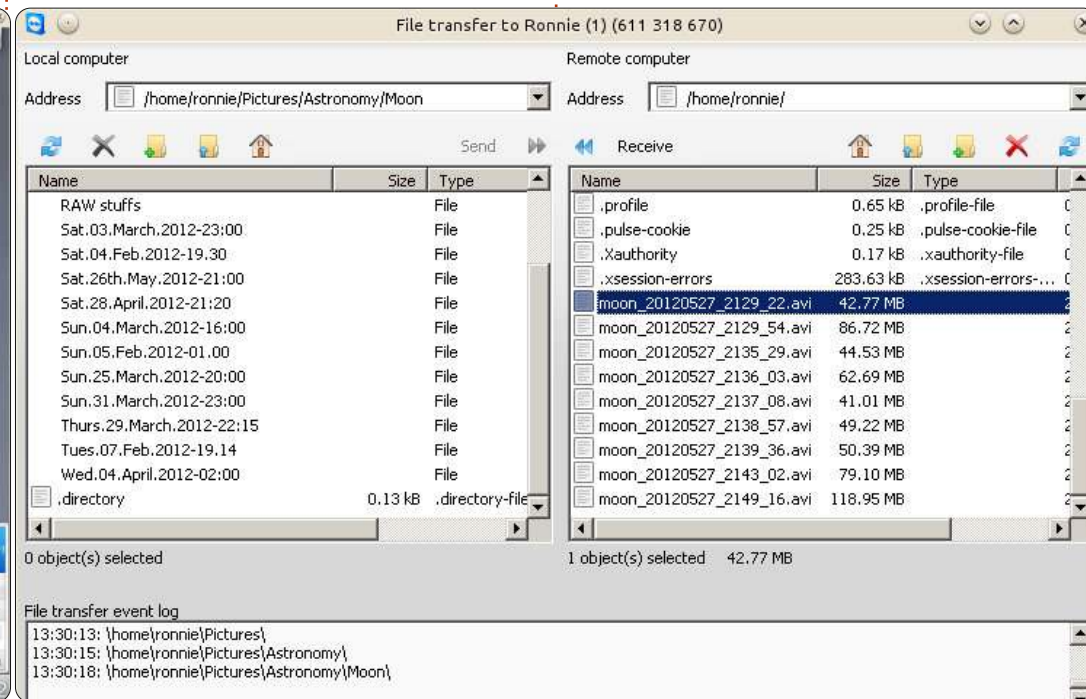 File transfer to Ronnie (1) (611 318 670)
Local computer
Address /home/ronnie/Pictures/Astronomy/Moon
Send
Name Size Type
RAW stuffs File
Sat.03.March.2012-23:00 File
Sat.04.Feb.2012-19.30 File
Sat.26th.May.2012-21:00 File
Sat.28.April.2012-21:20 File
Sun.04.March.2012-16:00 File
Sun.05.Feb.2012-01.00 File
Sun.25.March.2012-20:00 File
Sun.31.March.2012-23:00 File
Thurs.29.March.2012-22:15 File
Tues.07.Feb.2012-19.14 File
Wed.04.April.2012-02:00 File
.directory 0.13 kB .directory-file
0 object(s) selected
Remote computer
Address /home/ronnie/
Receive
Name Size Type
.profile 0.65 kB .profile-file
.pulse-cookie 0.25 kB .pulse-cookie-file
.Xauthority 0.17 kB .xauthority-file
.xsession-errors 283.63 kB .xsession-errors-...
moon_20120527_2129_22.avi 42.77 MB
moon_20120527_2129_54.avi 86.72 MB
moon_20120527_2135_29.avi 44.53 MB
moon_20120527_2136_03.avi 62.69 MB
moon_20120527_2137_08.avi 41.01 MB
moon_20120527_2138_57.avi 49.22 MB
moon_20120527_2139_36.avi 50.39 MB
moon_20120527_2143_02.avi 79.10 MB
moon_20120527_2149_16.avi 118.95 MB
1 object(s) selected 42.77 MB
File transfer event log
13:30:13: \home\ronnie\Pictures\
13:30:15: \home\ronnie\Pictures\Astronomy\
13:30:18: \home\ronnie\Pictures\Astronomy\Moon\